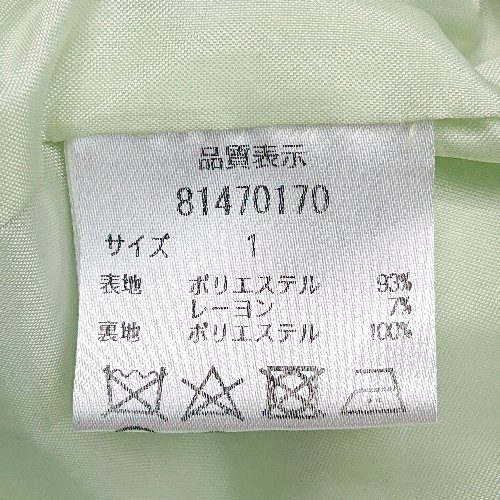 品質表示
81470170
サイズ 1
表地 ポリエステル 93%
レーヨン 7%
裏地 ポリエステル 100%